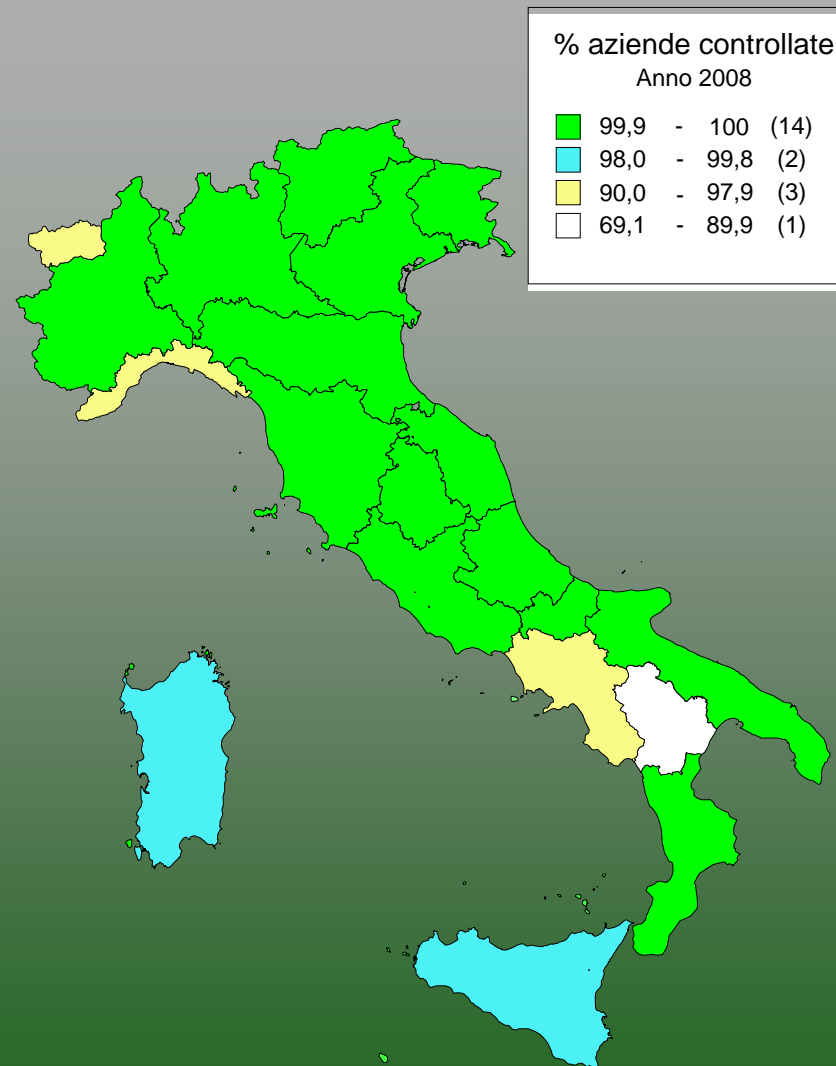 % aziende controllate
Anno 2008
99,9 - 100 (14)
98,0 - 99,8 (2)
90,0 - 97,9 (3)
69,1 - 89,9 (1)